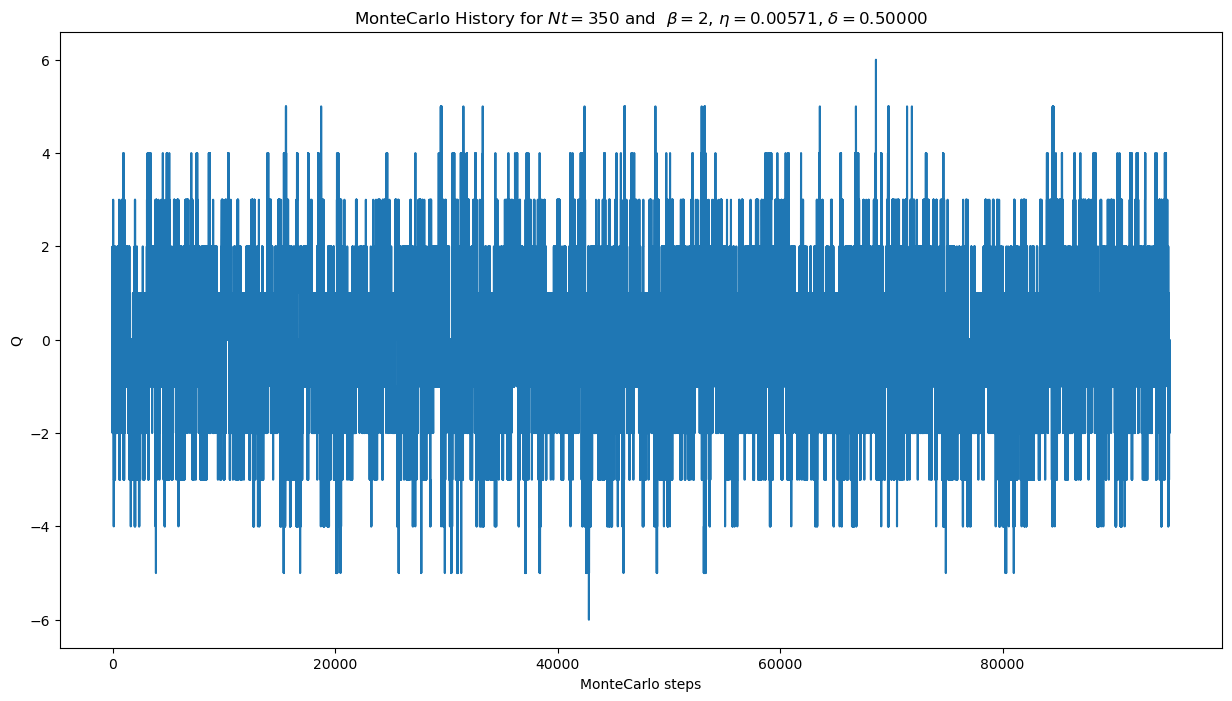 MonteCarlo History for Nt = 350 and β = 2, η = 0.00571, δ = 0.50000
6
4
2
0
−2
−4
−6
Q
0 20000 40000 60000 80000
MonteCarlo steps